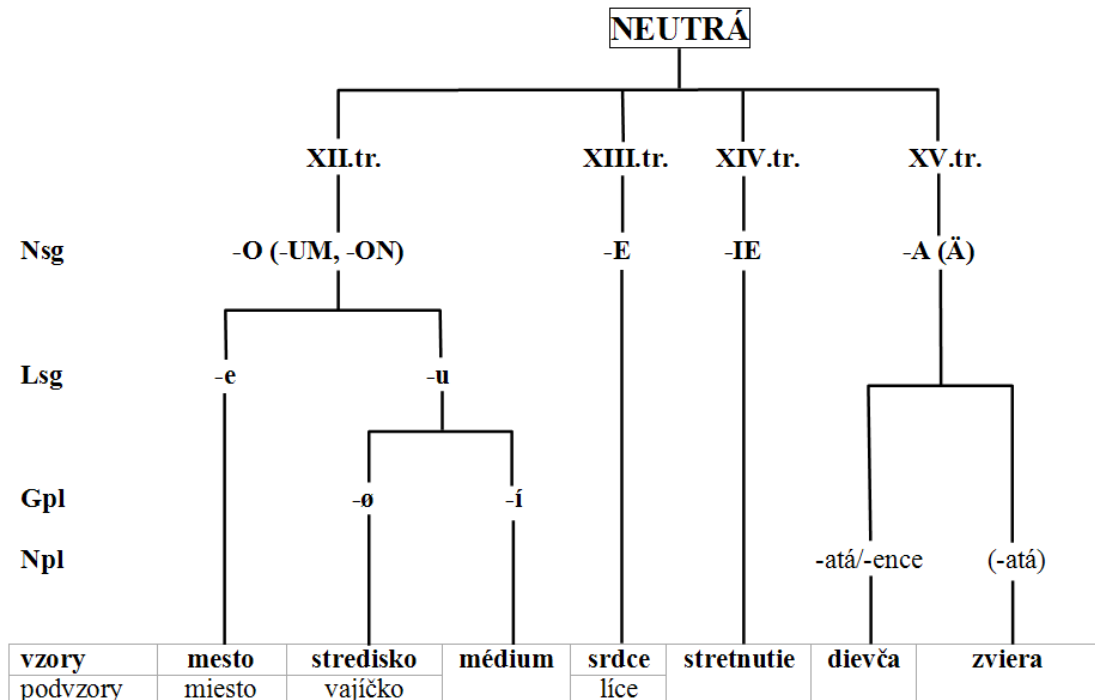 NEUTRÁ
XII.tr. XIII.tr. XIV.tr. XV.tr.
Nsg -O (-UM, -ON) -E -IE -A (Ä)
Lsg -e -u
Gpl -ø -í
Npl -atá/-ence (-atá)
vzory mesto stredisko médium srdce stretnutie dievča zviera
podvzory miesto vajíčko líce